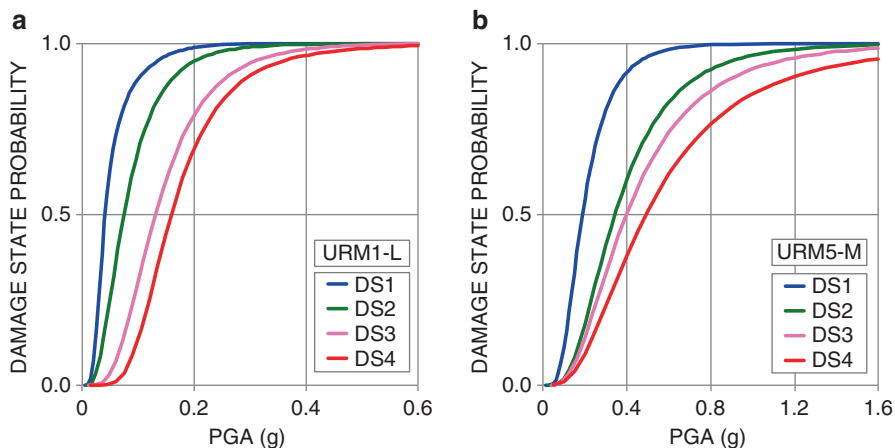 a
DAMAGE STATE PROBABILITY
1.0
0.5
0.0
URM1-L
DS1
DS2
DS3
DS4
0
0.2
0.4
0.6
PGA (g)
b
DAMAGE STATE PROBABILITY
1.0
0.5
0.0
URM5-M
DS1
DS2
DS3
DS4
0
0.4
0.8
1.2
1.6
PGA (g)